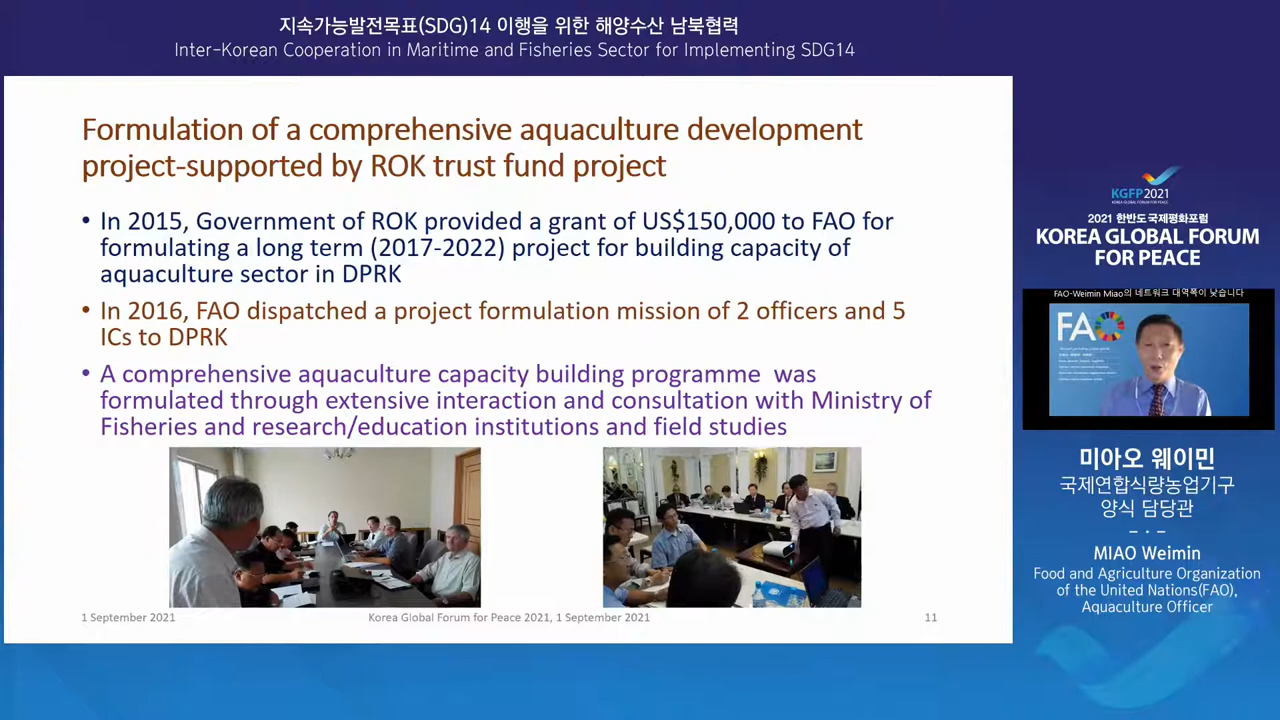 지속가능발전목표(SDG)14 이행을 위한 해양수산 남북협력
Inter-Korean Cooperation in Maritime and Fisheries Sector for Implementing SDG14
Formulation of a comprehensive aquaculture development
project-supported by ROK trust fund project
• In 2015, Government of ROK provided a grant of US$150,000 to FAO for
formulating a long term (2017-2022) project for building capacity of
aquaculture sector in DPRK
• In 2016, FAO dispatched a project formulation mission of 2 officers and 5
ICs to DPRK
• A comprehensive aquaculture capacity building programme was
formulated through extensive interaction and consultation with Ministry of
Fisheries and research/education institutions and field studies
1 September 2021
Korea Global Forum for Peace 2021, 1 September 2021
11
KGFP2021
KOREA GLOBAL FORUM FOR PEACE
2021 한반도국제평화포럼
KOREA GLOBAL FORUM
FOR PEACE
FAO-Weimin Miao의 네트워크 대역폭이 낮습니다
FAO
미아오 웨이민
국제연합식량농업기구
양식 담당관
MIAO Weimin
Food and Agriculture Organization
of the United Nations(FAO),
Aquaculture Officer